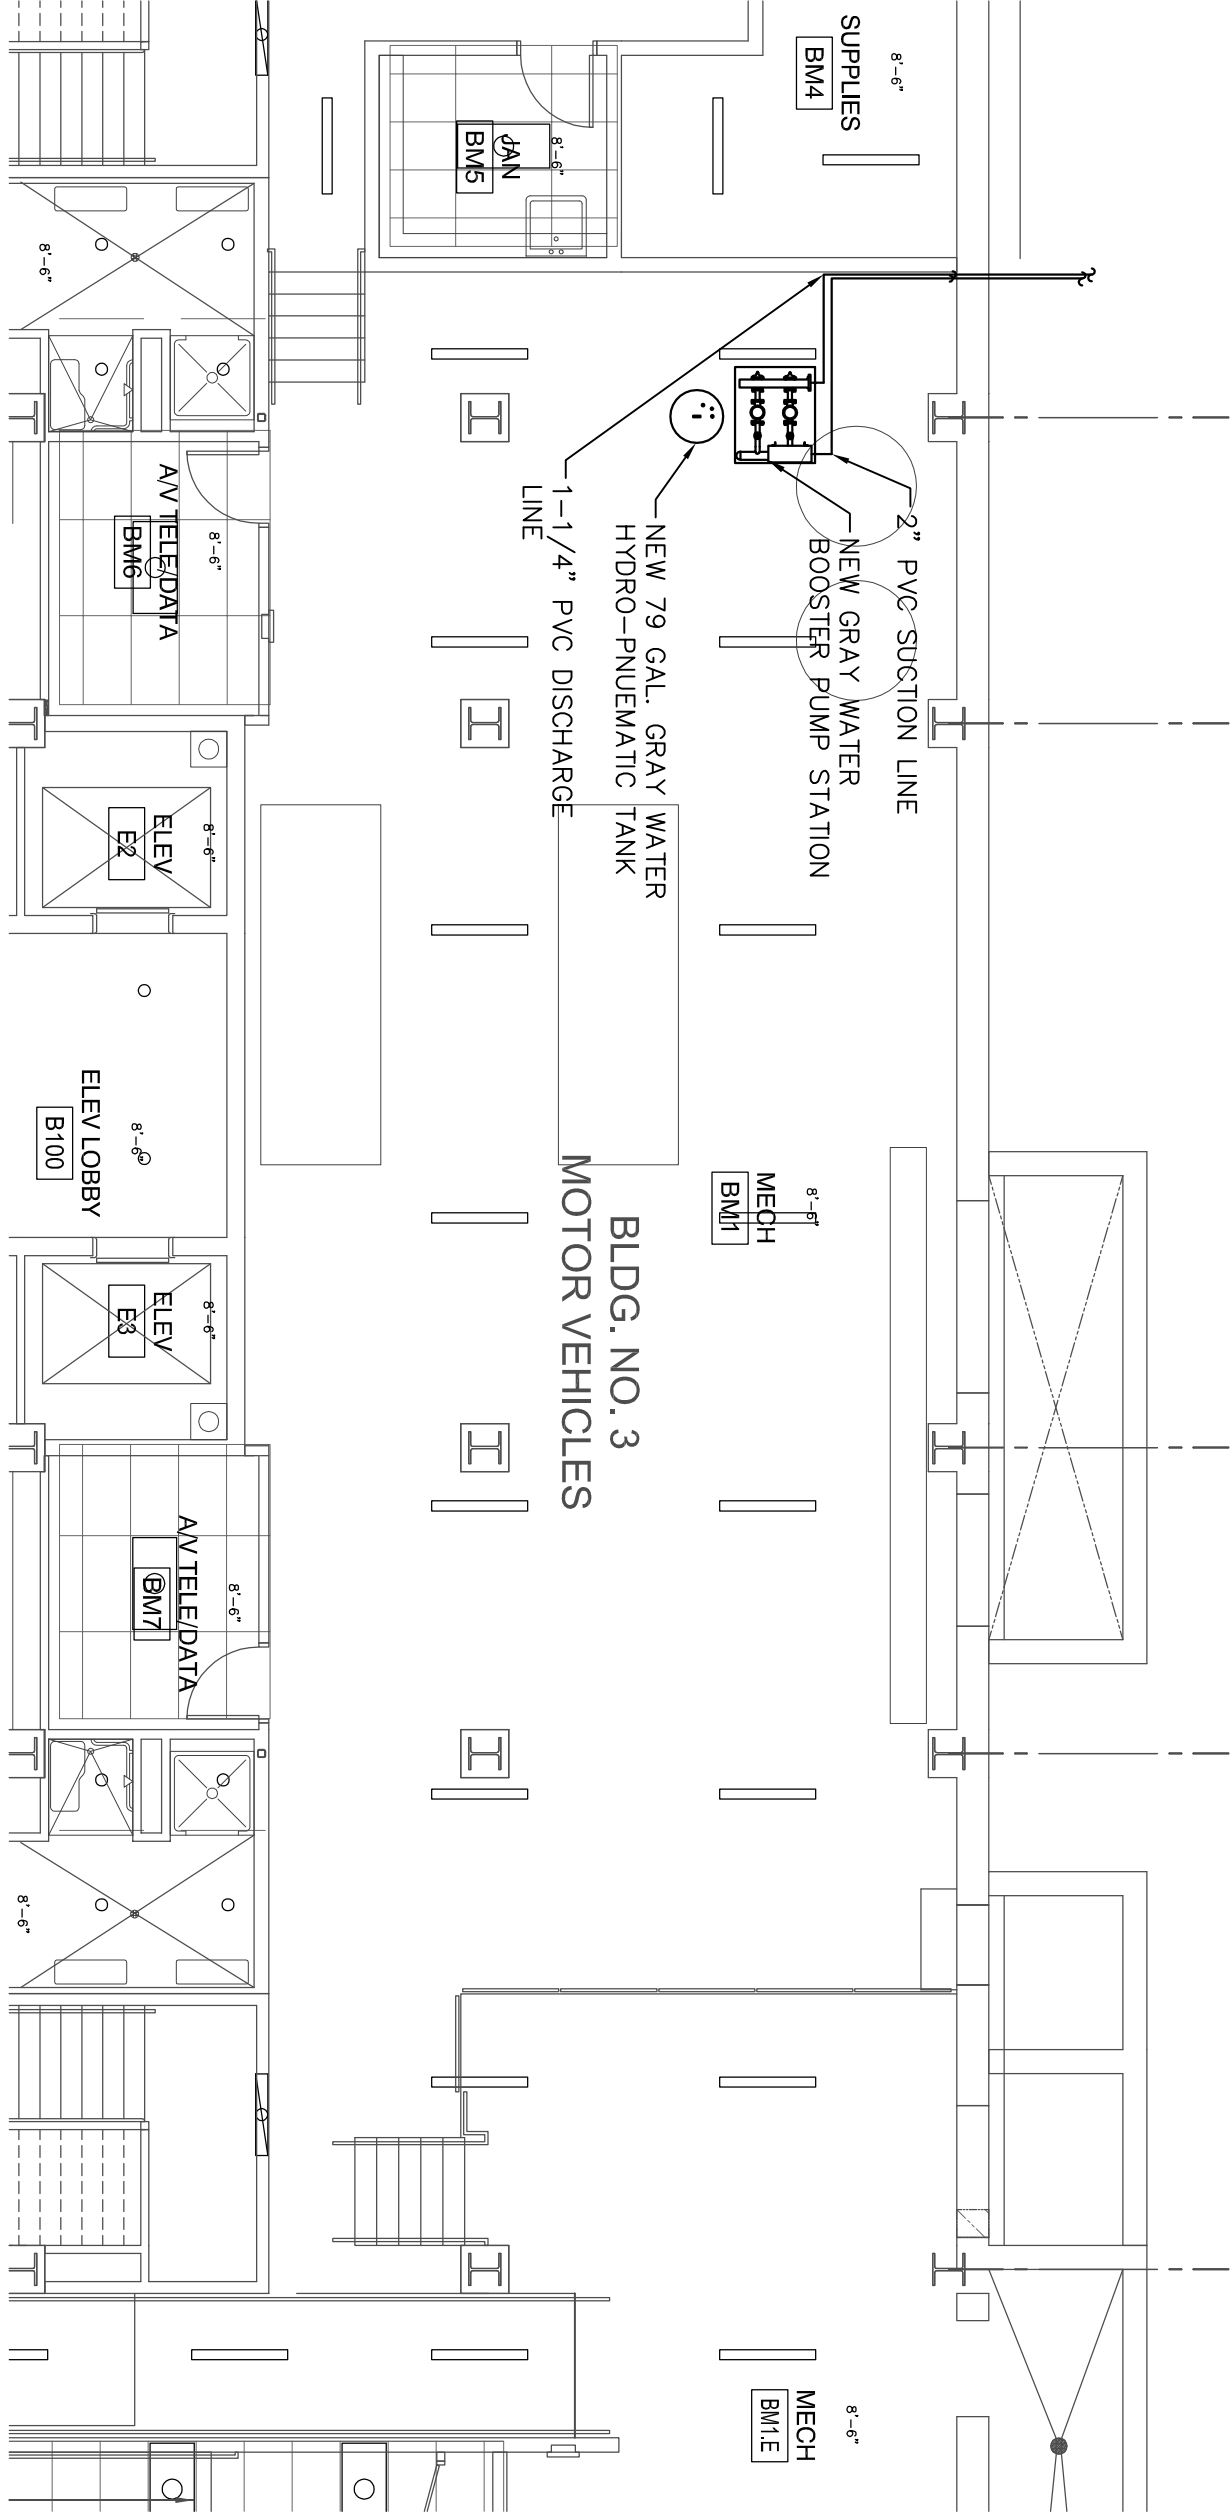 SUPPLIES
BM4
8'-6"
JAN
BM5
8'-6"
8'-6"
A/V TELE/DATA
BM6
8'-6"
2" PVC SUCTION LINE
NEW GRAY WATER
BOOSTER PUMP STATION
NEW 79 GAL. GRAY WATER
HYDRO-PNUEMATIC TANK
1-1/4" PVC DISCHARGE
LINE
ELEV
E2
8'-6"
ELEV LOBBY
B100
8'-6"
MECH
BM1
8'-6"
BLDG. NO. 3
MOTOR VEHICLES
ELEV
E3
8'-6"
A/V TELE/DATA
BM7
8'-6"
8'-6"
MECH
BM1.E
8'-6"